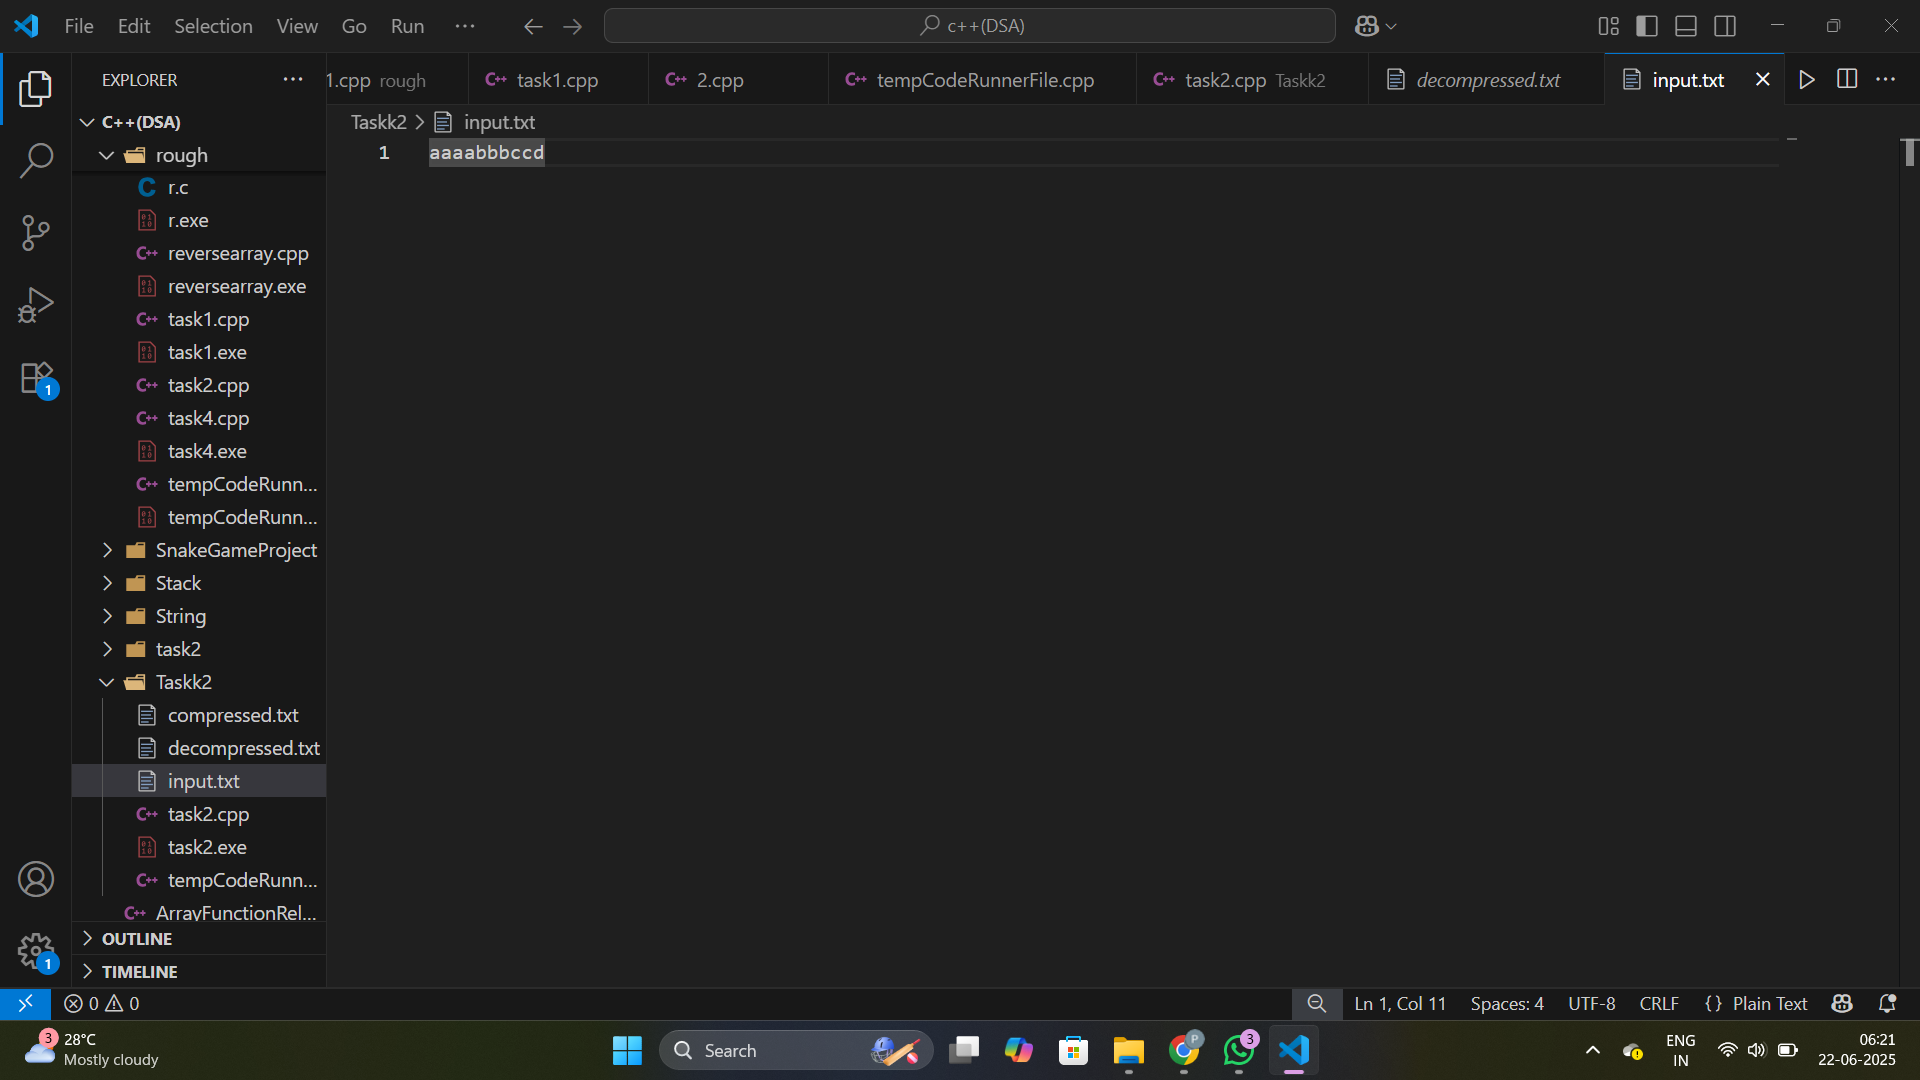 File Edit Selection View Go Run
c++(DSA)
EXPLORER
1.cpp rough
task1.cpp
2.cpp
tempCodeRunnerFile.cpp
task2.cpp Taskk2
decompressed.txt
input.txt
C++(DSA)
Taskk2 > input.txt
1 aaaabbbccd
rough
r.c
r.exe
reversearray.cpp
reversearray.exe
task1.cpp
task1.exe
task2.cpp
task4.cpp
task4.exe
tempCodeRunn...
tempCodeRunn...
SnakeGameProject
Stack
String
task2
Taskk2
compressed.txt
decompressed.txt
input.txt
task2.cpp
task2.exe
tempCodeRunn...
ArrayFunctionRel...
1
OUTLINE
1
TIMELINE
0 0
Ln 1, Col 11 Spaces: 4 UTF-8 CRLF {} Plain Text
3
28°C
Mostly cloudy
Search
P
3
ENG
IN
06:21
22-06-2025